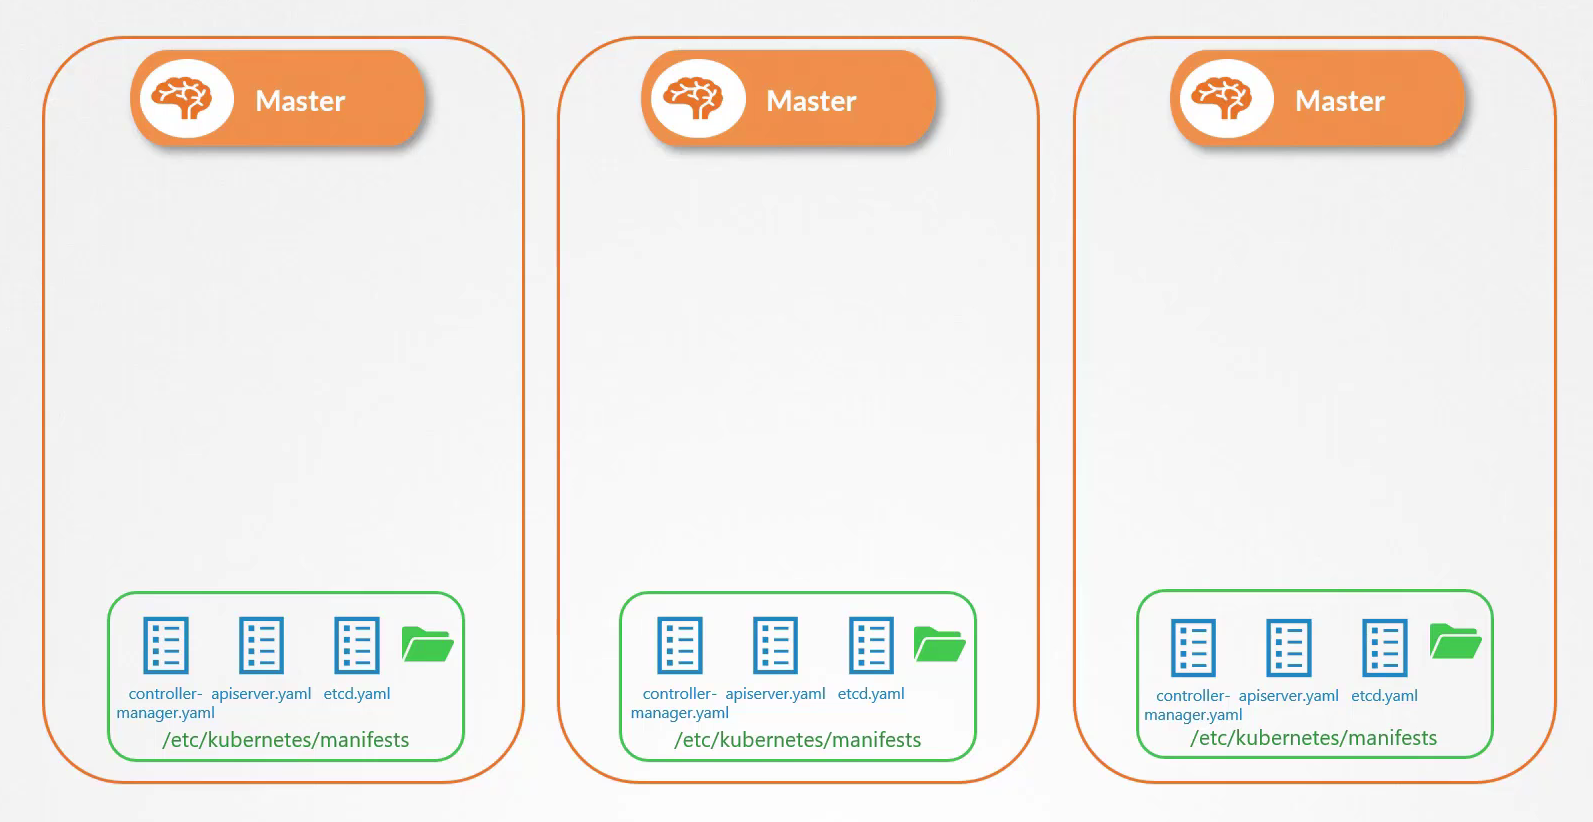 Master
controller-
manager.yaml
apiserver.yaml
etcd.yaml
/etc/kubernetes/manifests
Master
controller-
manager.yaml
apiserver.yaml
etcd.yaml
/etc/kubernetes/manifests
Master
controller-
manager.yaml
apiserver.yaml
etcd.yaml
/etc/kubernetes/manifests